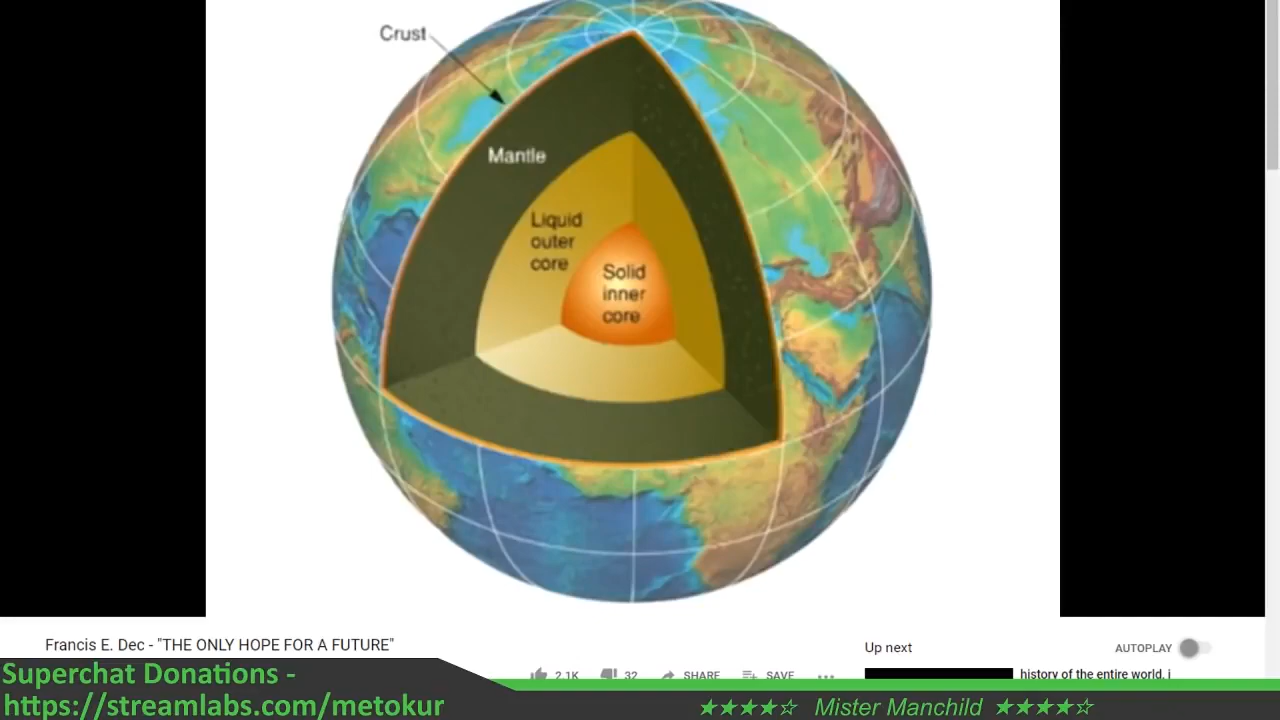 Crust
Mantle
Liquid
outer
core
Solid
inner
core
Francis E. Dec - "THE ONLY HOPE FOR A FUTURE"
Up next
AUTOPLAY
2.1K 32 SHARE SAVE
history of the entire world, i
Superchat Donations -
https://streamlabs.com/metokur
★★★★☆ Mister Manchild ★★★★☆